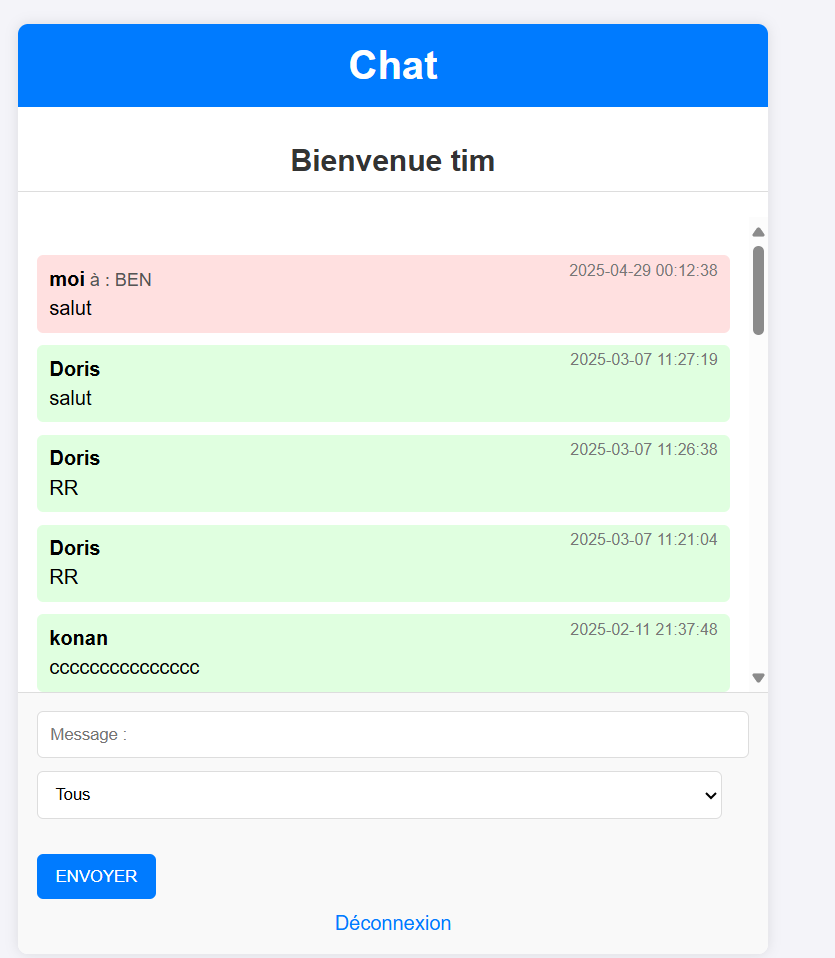 Chat
Bienvenue tim
moi à : BEN 2025-04-29 00:12:38
salut
Doris 2025-03-07 11:27:19
salut
Doris 2025-03-07 11:26:38
RR
Doris 2025-03-07 11:21:04
RR
konan 2025-02-11 21:37:48
ccccccccccccccc
Message :
Tous
ENVOYER
Déconnexion